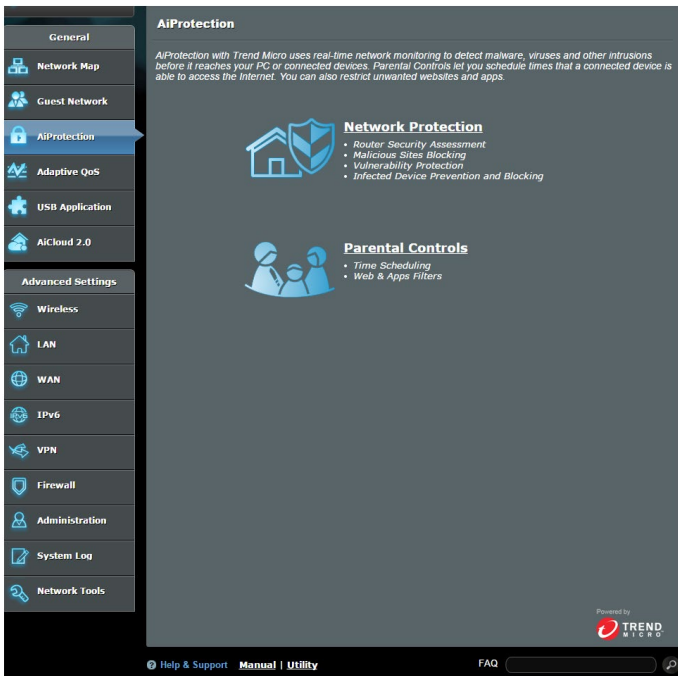 General
Network Map
Guest Network
AiProtection
Adaptive QoS
USB Application
AiCloud 2.0
Advanced Settings
Wireless
LAN
WAN
IPv6
VPN
Firewall
Administration
System Log
Network Tools
AiProtection
AiProtection with Trend Micro uses real-time network monitoring to detect malware, viruses and other intrusions
before it reaches your PC or connected devices. Parental Controls let you schedule times that a connected device is
able to access the Internet. You can also restrict unwanted websites and apps.
Network Protection
• Router Security Assessment
• Malicious Sites Blocking
• Vulnerability Protection
• Infected Device Prevention and Blocking
Parental Controls
• Time Scheduling
• Web & Apps Filters
Powered by
TREND
MICRO
Help & Support Manual | Utility FAQ